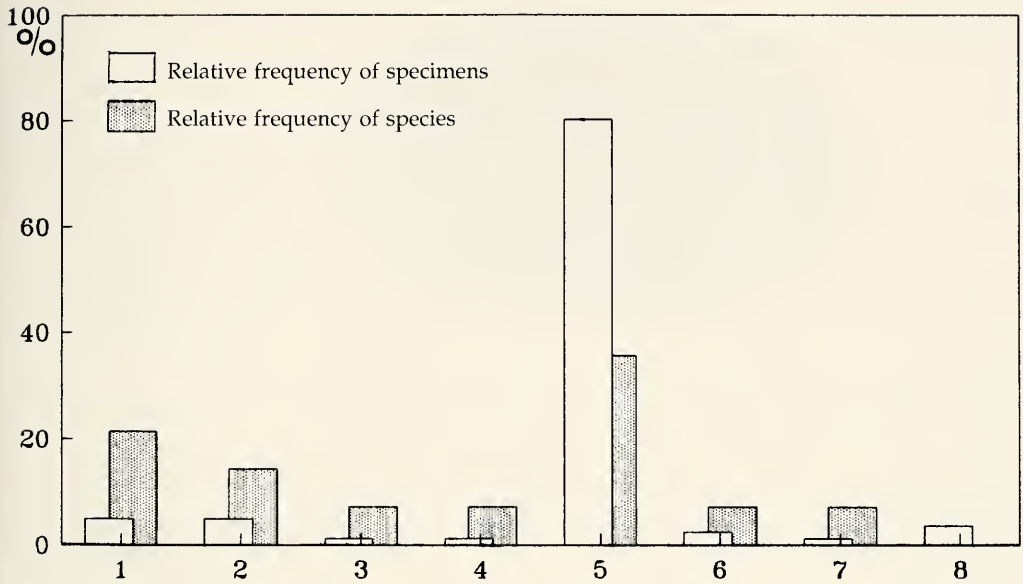 100
%
Relative frequency of specimens
Relative frequency of species
80
60
40
20
0
1 2 3 4 5 6 7 8